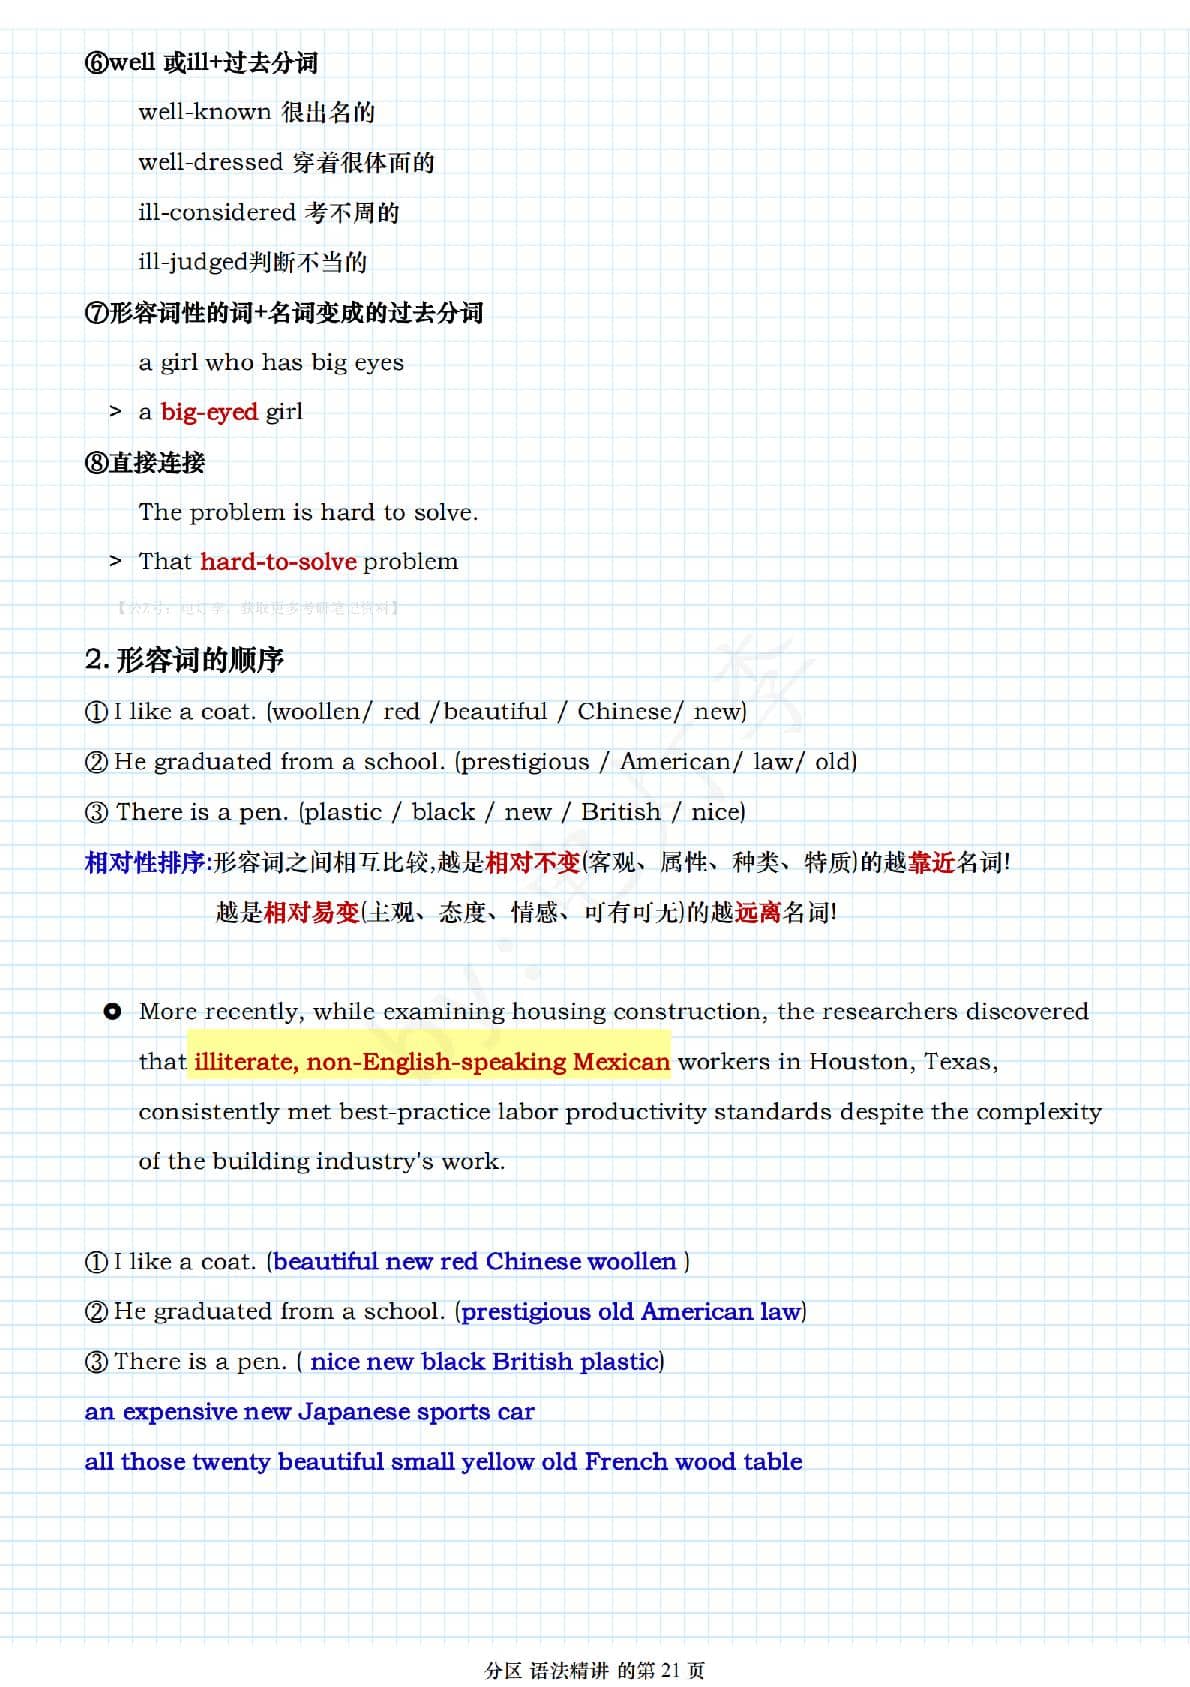 ⑥well 或ill+过去分词
well-known 很出名的
well-dressed 穿着很体面的
ill-considered 考不周的
ill-judged判断不当的
⑦形容词性的词+名词变成的过去分词
a girl who has big eyes
> a big-eyed girl
⑧直接连接
The problem is hard to solve.
> That hard-to-solve problem
2. 形容词的顺序
① I like a coat. (woollen/ red /beautiful / Chinese/ new)
② He graduated from a school. (prestigious / American/ law/ old)
③ There is a pen. (plastic / black / new / British / nice)
相对性排序:形容词之间相互比较,越是相对不变(客观、属性、种类、特质)的越靠近名词!
越是相对易变(主观、态度、情感、可有可无)的越远离名词!
More recently, while examining housing construction, the researchers discovered
that illiterate, non-English-speaking Mexican workers in Houston, Texas,
consistently met best-practice labor productivity standards despite the complexity
of the building industry's work.
① I like a coat. (beautiful new red Chinese woollen )
② He graduated from a school. (prestigious old American law)
③ There is a pen. ( nice new black British plastic)
an expensive new Japanese sports car
all those twenty beautiful small yellow old French wood table
分区 语法精讲 的第 21 页